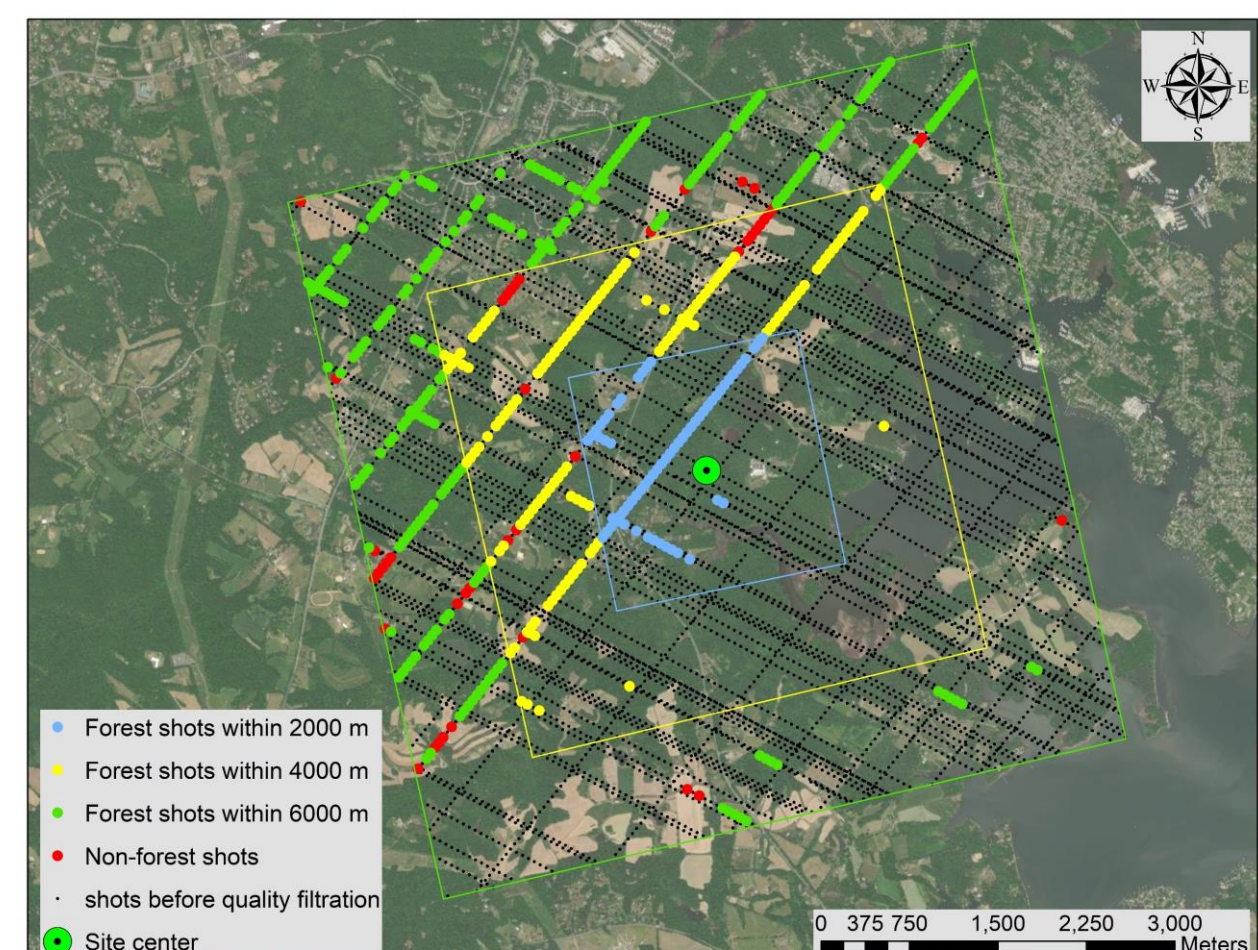 N
W E
S
Forest shots within 2000 m
Forest shots within 4000 m
Forest shots within 6000 m
Non-forest shots
shots before quality filtration
Site center
0 375 750 1,500 2,250 3,000
Meters